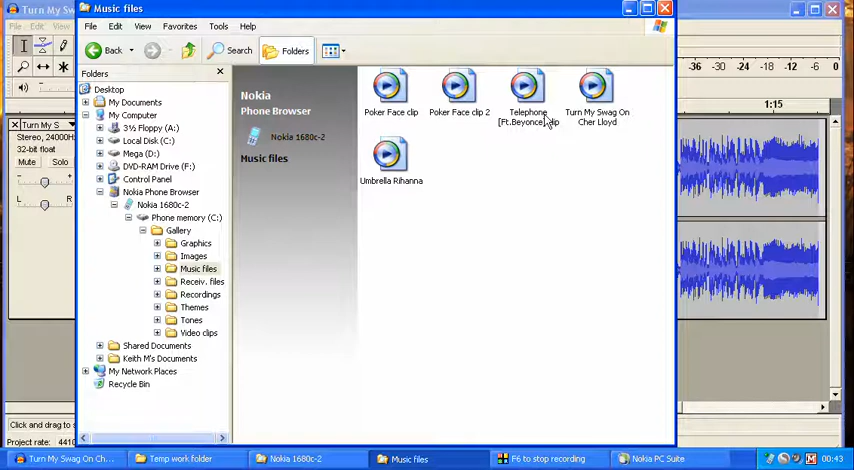 Turn My Sw
Music files
File Edit View Favorites Tools Help
Back Search Folders
Folders
Desktop
My Documents
My Computer
3½ Floppy (A:)
Local Disk (C:)
Mega (D:)
DVD-RAM Drive (F:)
Control Panel
Nokia Phone Browser
Nokia 1680c-2
Phone memory (C:)
Gallery
Graphics
Images
Music files
Receiv. files
Recordings
Themes
Tones
Video clips
Shared Documents
Keith M's Documents
My Network Places
Recycle Bin
Nokia
Phone Browser
Nokia 1680c-2
Music files
Poker Face clip
Poker Face clip 2
Telephone
[Ft.Beyonce]
Turn My Swag On
Cher Lloyd
Umbrella Rihanna
File Edit
-36 -30 -24 -18 -12 -6 0
1:15
Turn My S
Stereo, 24000H
32-bit float
Mute Solo
- +
L R
Click and drag to s
Project rate: 4410
Turn My Swag On Ch...
Temp work folder
Nokia 1680c-2
Music files
F6 to stop recording
Nokia PC Suite
00:43